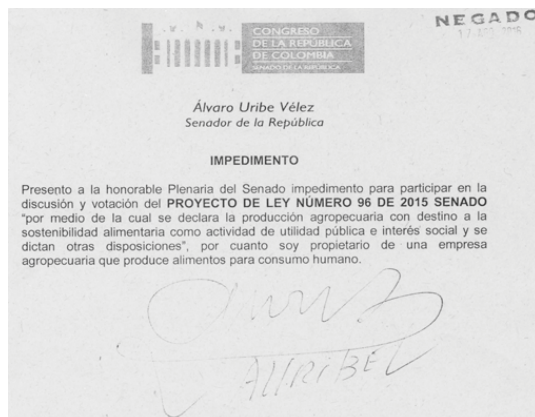 NEGADO
CONGRESO
DE LA REPÚBLICA
DE COLOMBIA
SENADO DE LA REPÚBLICA
Álvaro Uribe Vélez
Senador de la República
IMPEDIMENTO
Presento a la honorable Plenaria del Senado impedimento para participar en la
discusión y votación del PROYECTO DE LEY NÚMERO 96 DE 2015 SENADO
“por medio de la cual se declara la producción agropecuaria con destino a la
sostenibilidad alimentaria como actividad de utilidad pública e interés social y se
dictan otras disposiciones”, por cuanto soy propietario de una empresa
agropecuaria que produce alimentos para consumo humano.